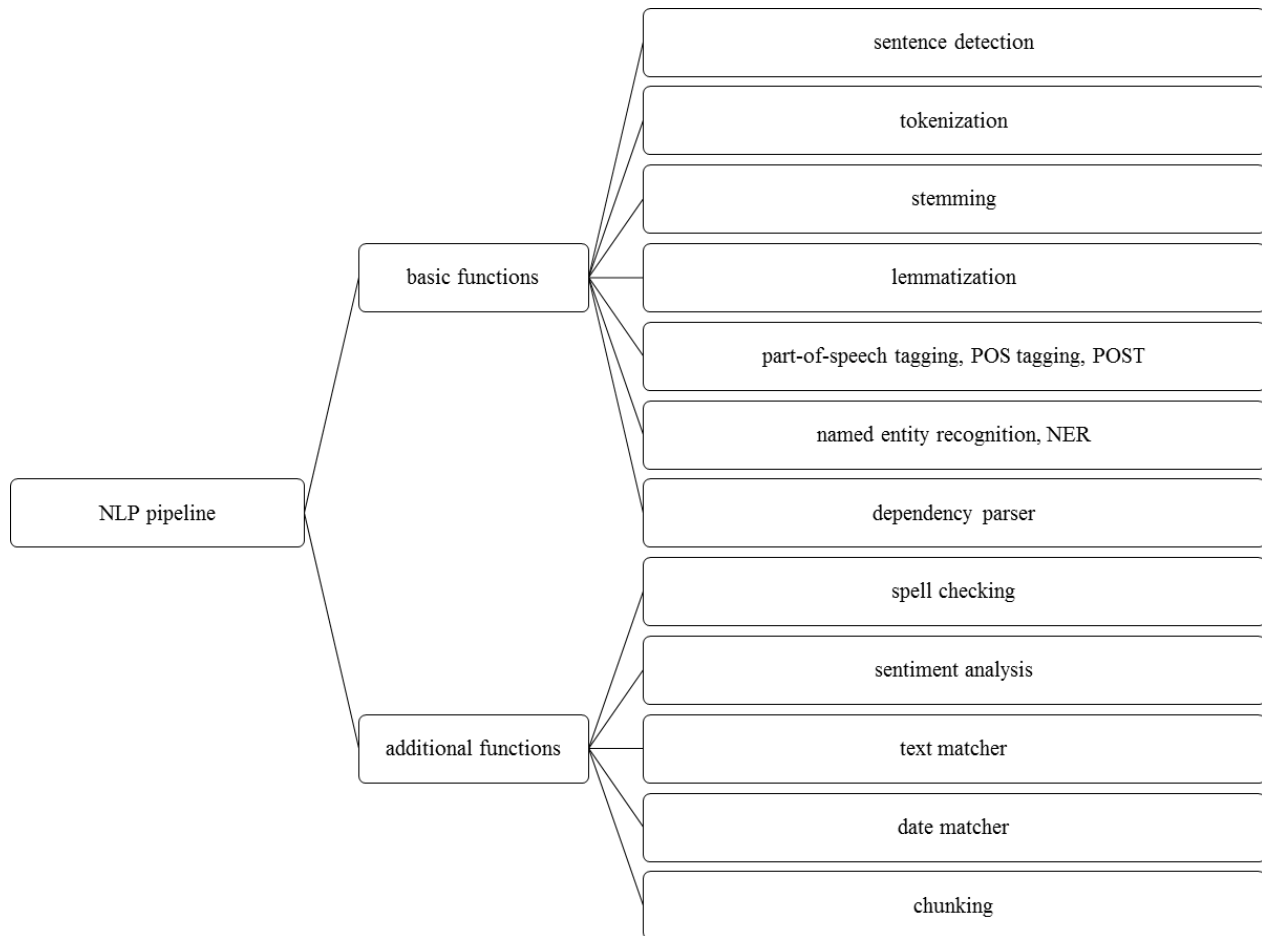 sentence detection
tokenization
stemming
lemmatization
basic functions
part-of-speech tagging, POS tagging, POST
named entity recognition, NER
NLP pipeline
dependency parser
spell checking
sentiment analysis
additional functions
text matcher
date matcher
chunking